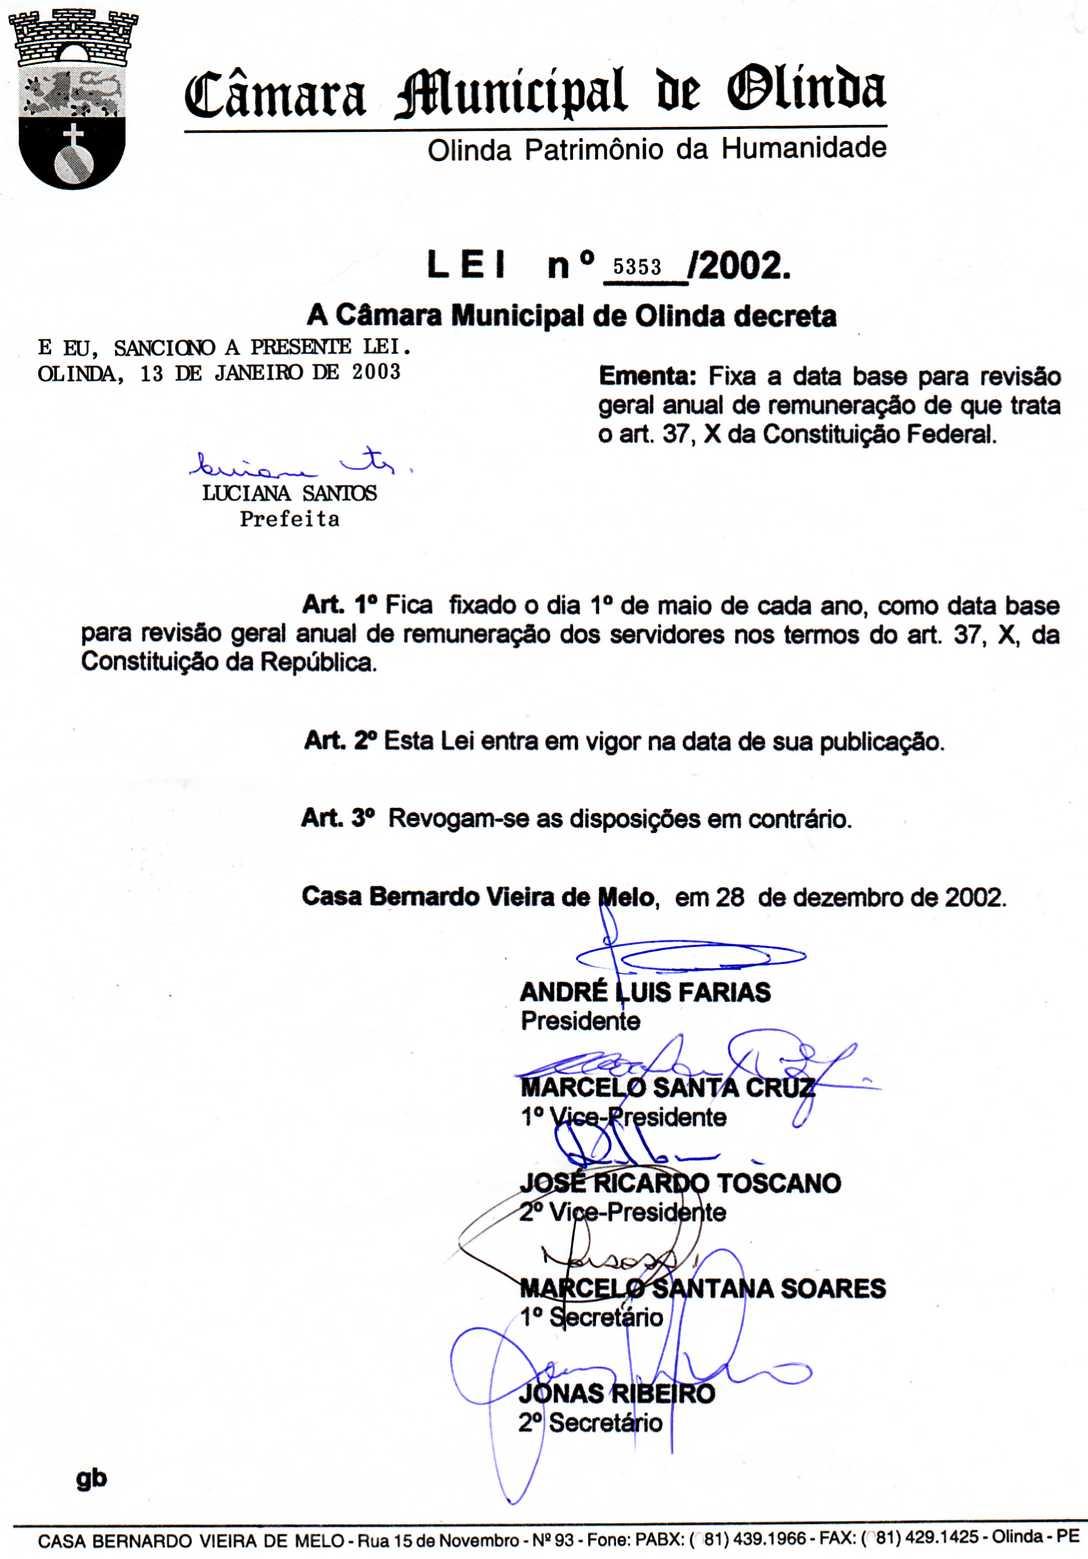 Câmara Municipal de Olinda
Olinda Patrimônio da Humanidade
LEI nº 5353 /2002.
A Câmara Municipal de Olinda decreta
E EU, SANCIONO A PRESENTE LEI.
OLINDA, 13 DE JANEIRO DE 2003
Ementa: Fixa a data base para revisão
geral anual de remuneração de que trata
o art. 37, X da Constituição Federal.
LUCIANA SANTOS
Prefeita
Art. 1º Fica fixado o dia 1º de maio de cada ano, como data base
para revisão geral anual de remuneração dos servidores nos termos do art. 37, X, da
Constituição da República.
Art. 2º Esta Lei entra em vigor na data de sua publicação.
Art. 3º Revogam-se as disposições em contrário.
Casa Bernardo Vieira de Melo, em 28 de dezembro de 2002.
ANDRÉ LUIS FARIAS
Presidente
MARCELO SANTA CRUZ
1º Vice-Presidente
JOSÉ RICARDO TOSCANO
2º Vice-Presidente
MARCELO SANTANA SOARES
1º Secretário
JONAS RIBEIRO
2º Secretário
gb
CASA BERNARDO VIEIRA DE MELO - Rua 15 de Novembro - Nº 93 - Fone: PABX: (081) 439.1966 - FAX: (081) 429.1425 - Olinda - PE